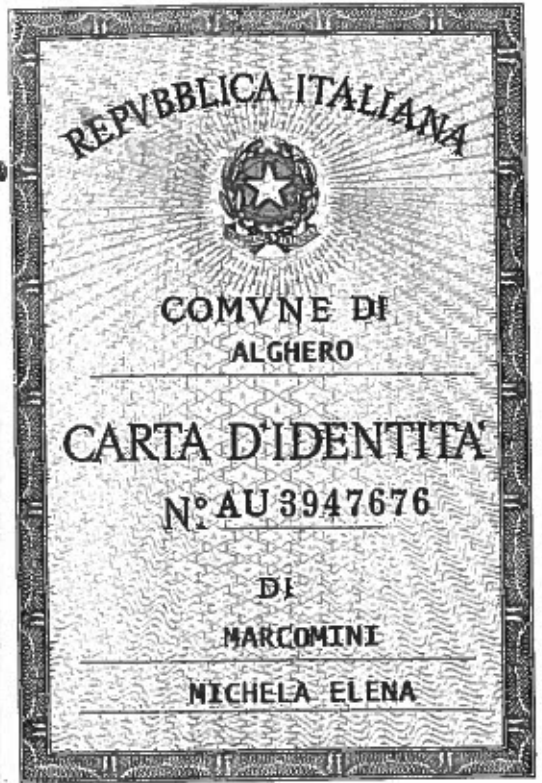 REPVBBLICA ITALIANA
COMVNE DI
ALGHERO
CARTA D'IDENTITA'
N.º AU 3947676
DI
MARCOMINI
MICHELA ELENA